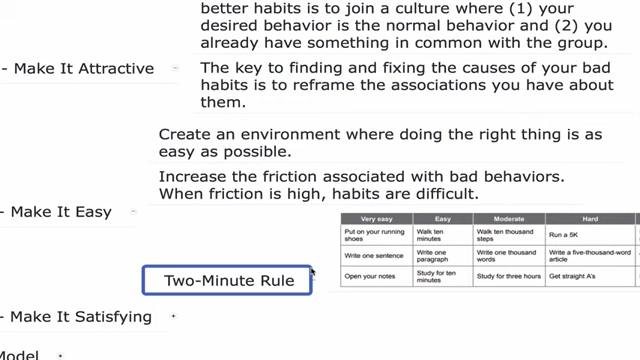 better habits is to join a culture where (1) your
desired behavior is the normal behavior and (2) you
already have something in common with the group.
- Make It Attractive
The key to finding and fixing the causes of your bad
habits is to reframe the associations you have about
them.
Create an environment where doing the right thing is as
easy as possible.
Increase the friction associated with bad behaviors.
When friction is high, habits are difficult.
- Make It Easy
Very easy Easy Moderate Hard
Put on your running shoes Walk ten minutes Walk ten thousand steps Run a 5K
Write one sentence Write one paragraph Write one thousand words Write a five-thousand-word article
Open your notes Study for ten minutes Study for three hours Get straight A's
Two-Minute Rule
- Make It Satisfying
Model